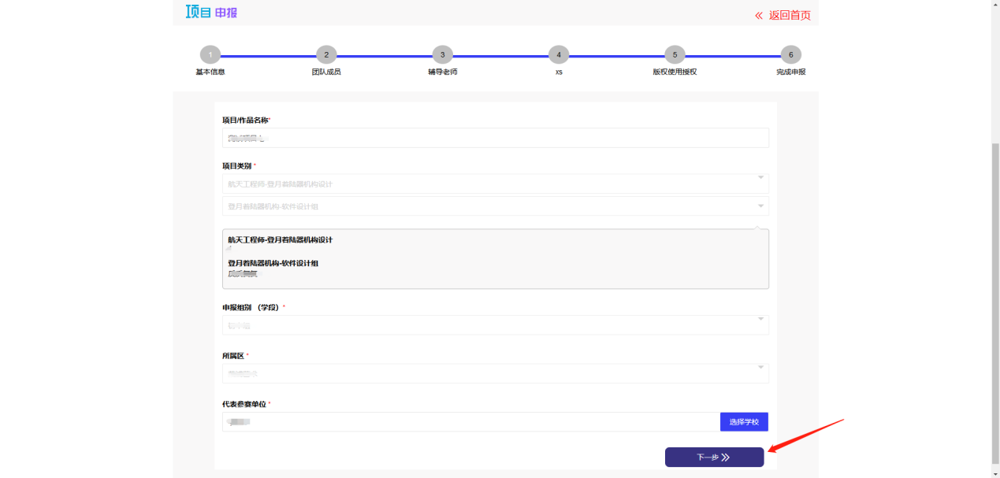 项目 申报
« 返回首页
1 2 3 4 5 6
基本信息 团队成员 辅导老师 xs 版权使用授权 完成申报
项目/作品名称*
项目类别 *
航天工程师-登月着陆器机构设计
登月着陆器机构-软件设计组
航天工程师-登月着陆器机构设计
登月着陆器机构-软件设计组
申报组别 (学段) *
所属区 *
代表参赛单位 *
选择学校
下一步 »